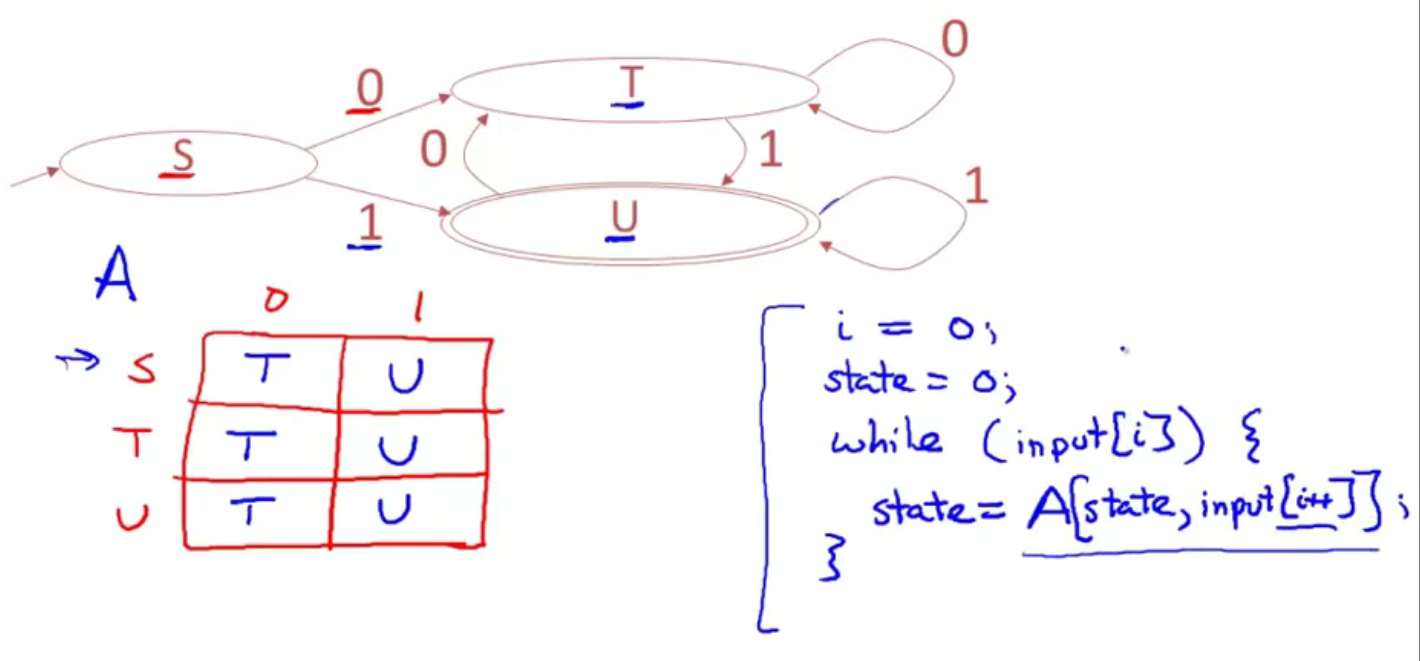 0
T
0
S
0
1
1
U
1
A
0 1
S T U
T T U
U T U
i = 0;
state = 0;
while (input[i]) {
state = A[state, input[i++]];
}